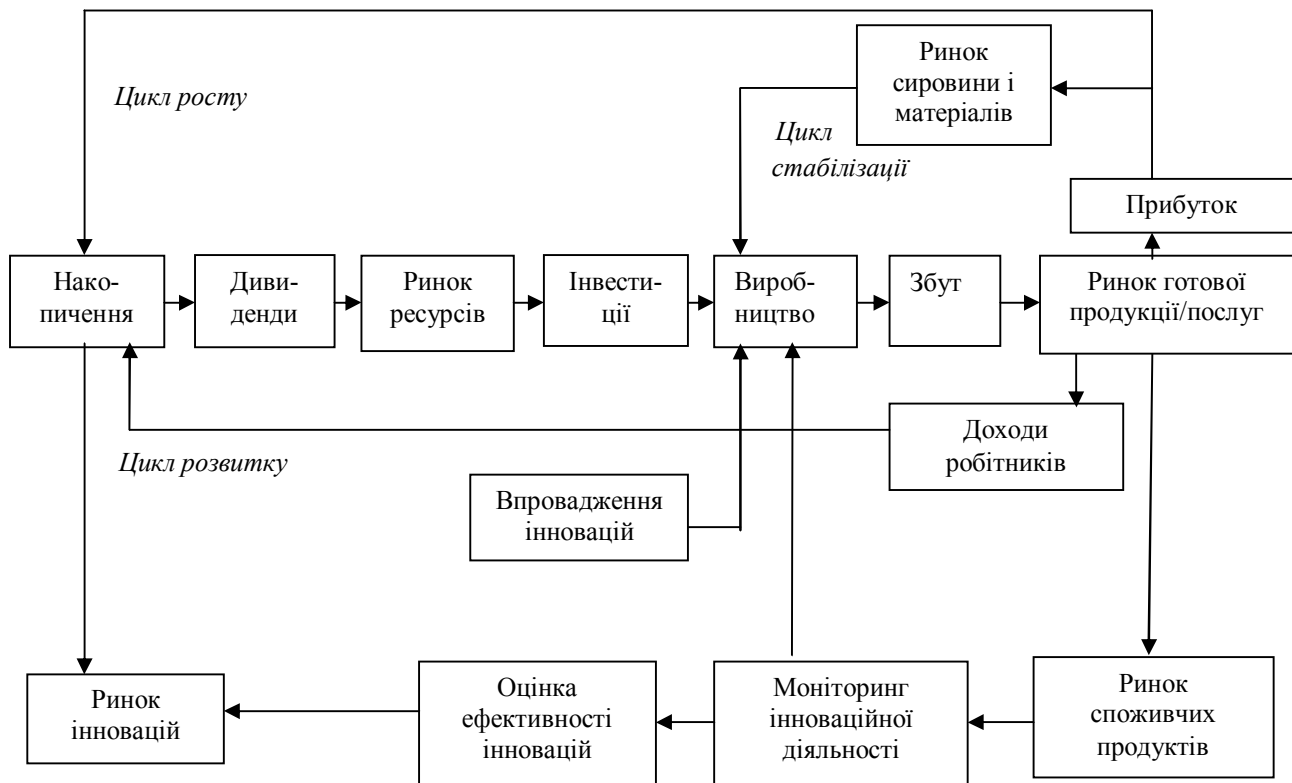 Ринок
сировини і
матеріалів
Цикл росту
Цикл
стабілізації
Прибуток
Нако-
пичення
Диви-
денди
Ринок
ресурсів
Інвести-
ції
Вироб-
ництво
Збут
Ринок готової
продукції/послуг
Доходи
робітників
Цикл розвитку
Впровадження
інновацій
Ринок
інновацій
Оцінка
ефективності
інновацій
Моніторинг
інноваційної
діяльності
Ринок
споживчих
продуктів